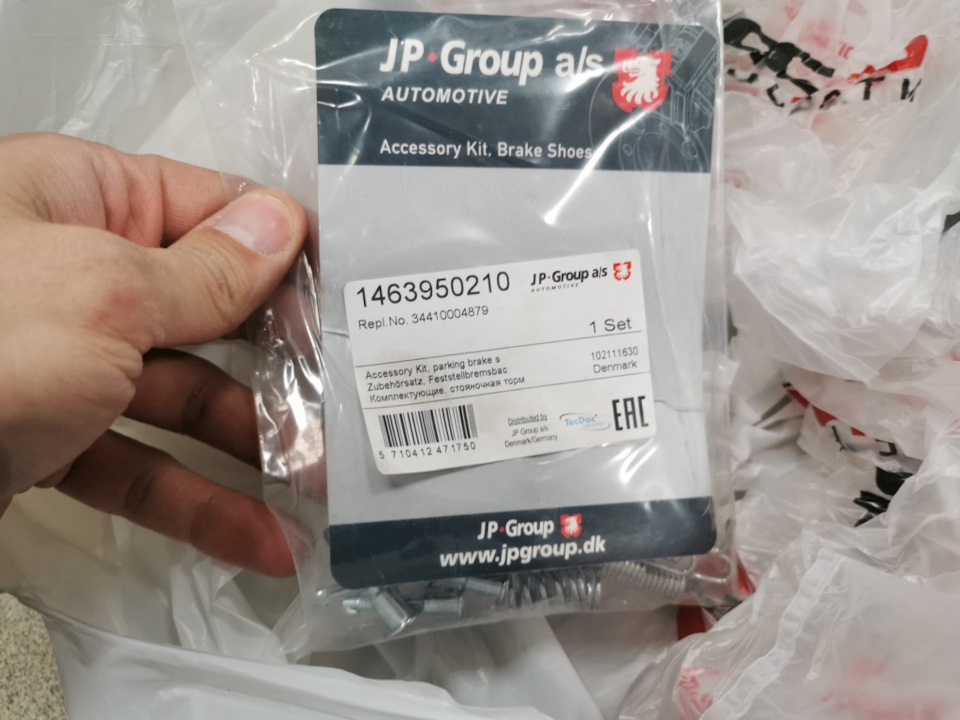 JP Group a/s
AUTOMOTIVE
Accessory Kit, Brake Shoes
1463950210
JP Group a/s
AUTOMOTIVE
Repl.No. 34410004879
1 Set
Accessory Kit, parking brake s
Zubehörsatz, Feststellbremsbac
Комплектующие, стояночная торм
102111630
Denmark
5 710412 471750
Distributed by
JP Group a/s
Denmark/Germany
TecDoc
EAC
JP Group
www.jpgroup.dk